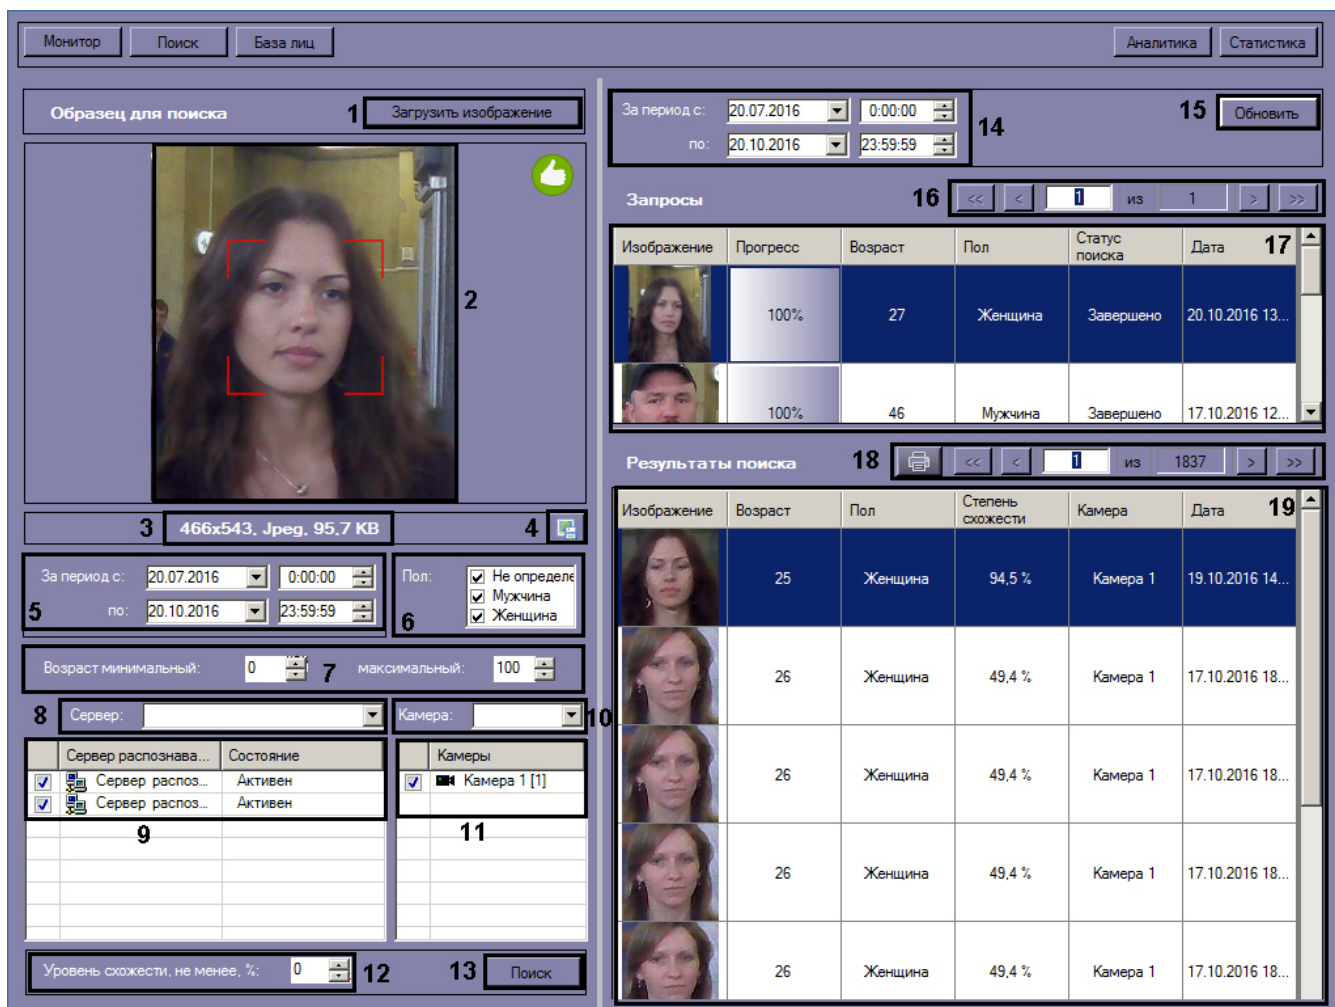 Монитор Поиск База лиц Аналитика Статистика
Образец для поиска 1 Загрузить изображение
2
3 466x543, Jpeg, 95,7 KB 4
За период с: 20.07.2016 0:00:00
5 по: 20.10.2016 23:59:59
Пол: Не определе
Мужчина
6 Женщина
Возраст минимальный: 0 7 максимальный: 100
8 Сервер: Камера: 10
Сервер распознава... Состояние
Сервер распоз... Активен
Сервер распоз... Активен
9
Камеры
Камера 1 [1]
11
Уровень схожести, не менее, %: 0 12 13 Поиск
За период с: 20.07.2016 0:00:00
по: 20.10.2016 23:59:59
14
15 Обновить
Запросы 16 << < 1 из 1 > >>
Изображение Прогресс Возраст Пол Статус поиска Дата 17
100% 27 Женщина Завершено 20.10.2016 13...
100% 46 Мужчина Завершено 17.10.2016 12...
Результаты поиска 18 << < 1 из 1837 > >>
Изображение Возраст Пол Степень схожести Камера Дата 19
25 Женщина 94,5 % Камера 1 19.10.2016 14...
26 Женщина 49,4 % Камера 1 17.10.2016 18...
26 Женщина 49,4 % Камера 1 17.10.2016 18...
26 Женщина 49,4 % Камера 1 17.10.2016 18...
26 Женщина 49,4 % Камера 1 17.10.2016 18...